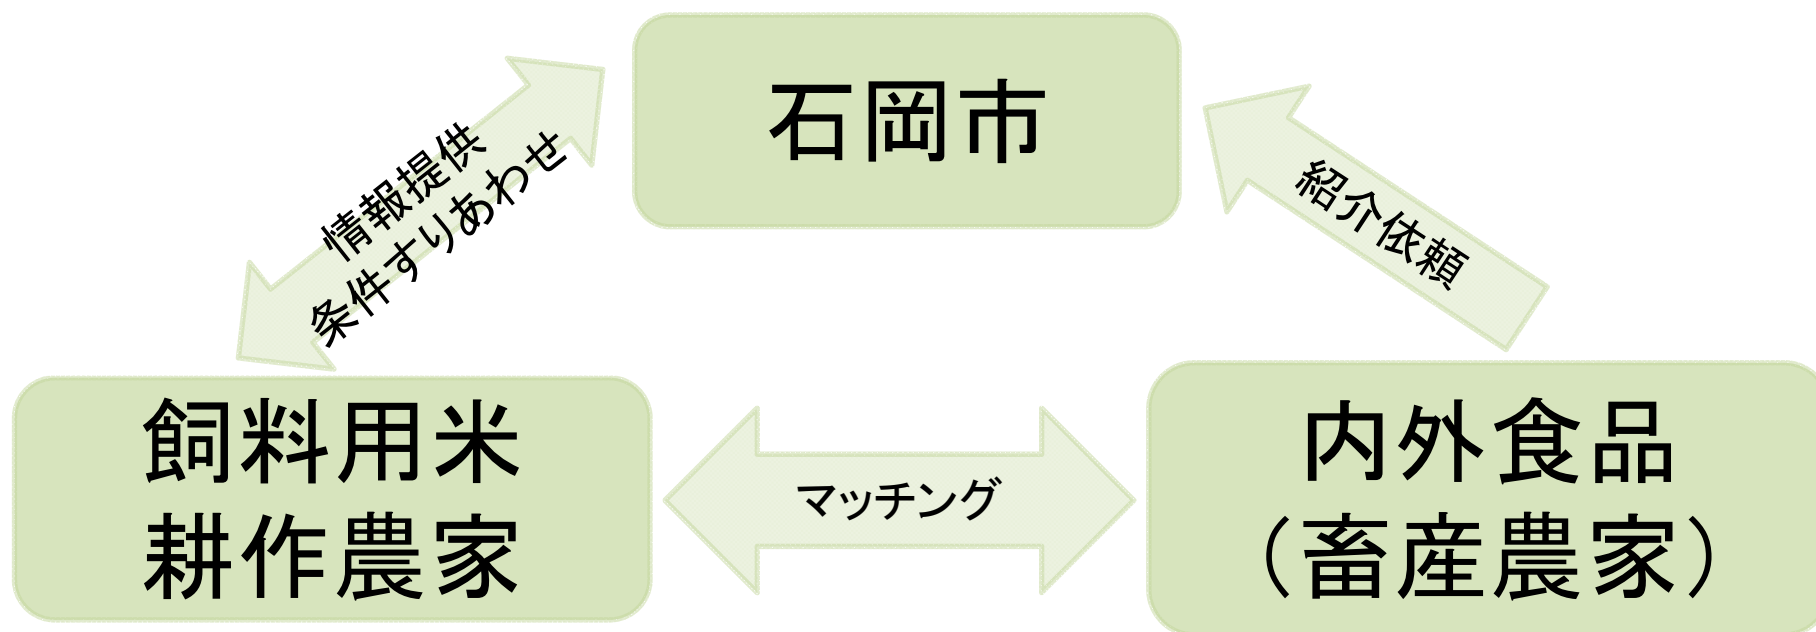 石岡市
情報提供
条件すりあわせ
紹介依頼
飼料用米
耕作農家
マッチング
内外食品
（畜産農家）